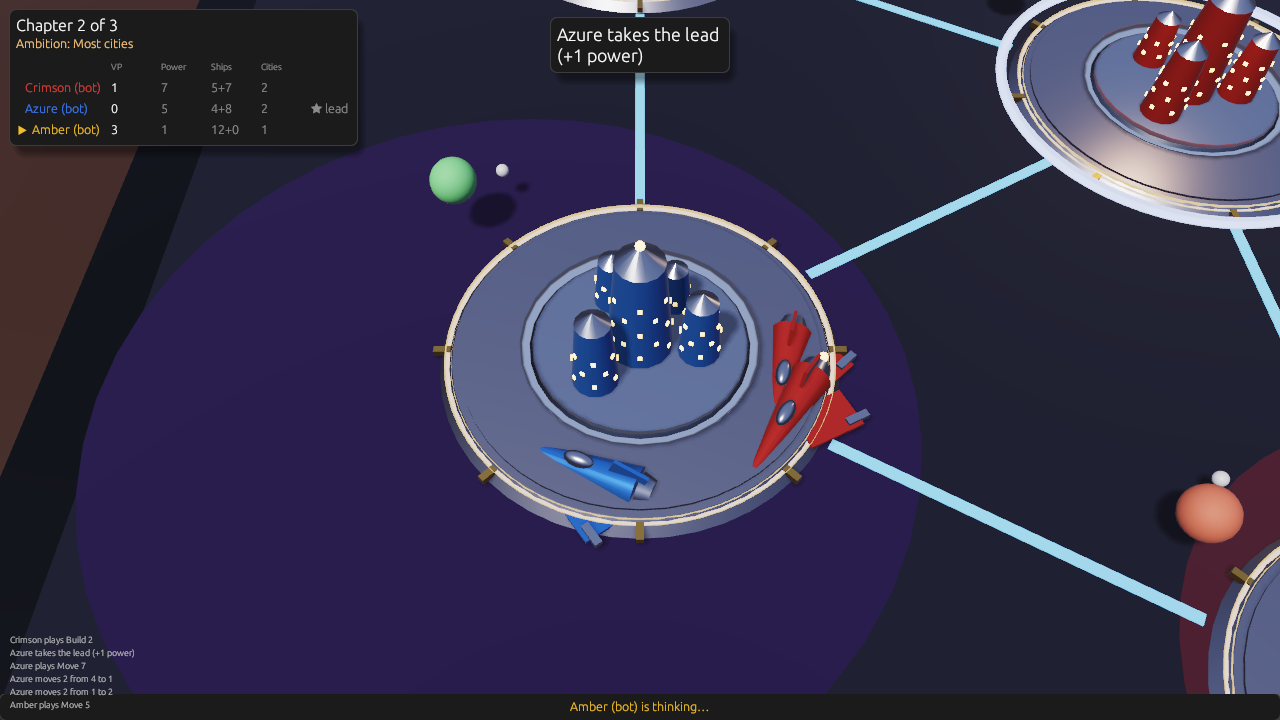 Chapter 2 of 3
Ambition: Most cities
VP Power Ships Cities
Crimson (bot) 1 7 5+7 2
Azure (bot) 0 5 4+8 2 ★ lead
▶ Amber (bot) 3 1 12+0 1
Azure takes the lead
(+1 power)
Crimson plays Build 2
Azure takes the lead (+1 power)
Azure plays Move 7
Azure moves 2 from 4 to 1
Azure moves 2 from 1 to 2
Amber plays Move 5
Amber (bot) is thinking…